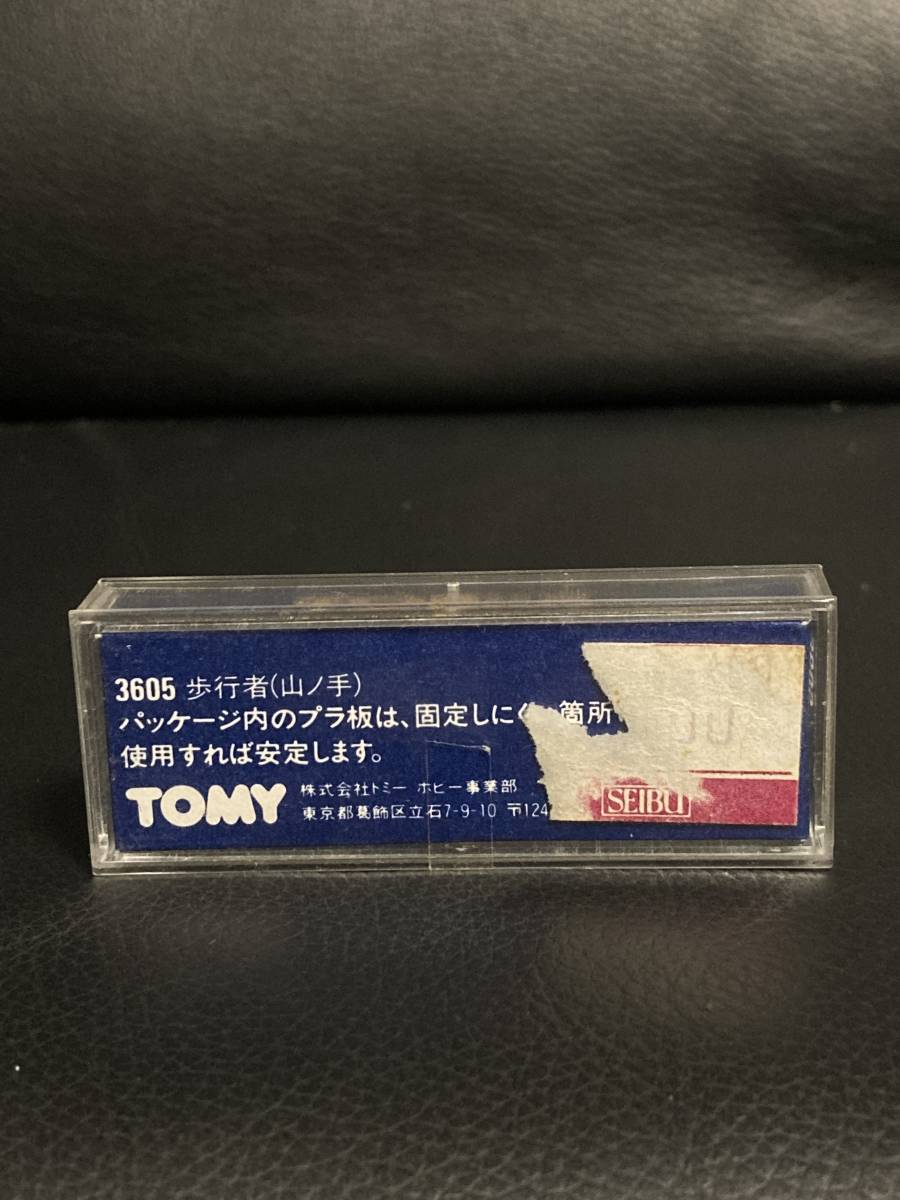 3605 歩行者(山ノ手)
パッケージ内のプラ板は、固定しにくい箇所
使用すれば安定します。
TOMY
株式会社トミー ホビー事業部
東京都葛飾区立石7-9-10 〒124
SEIBU